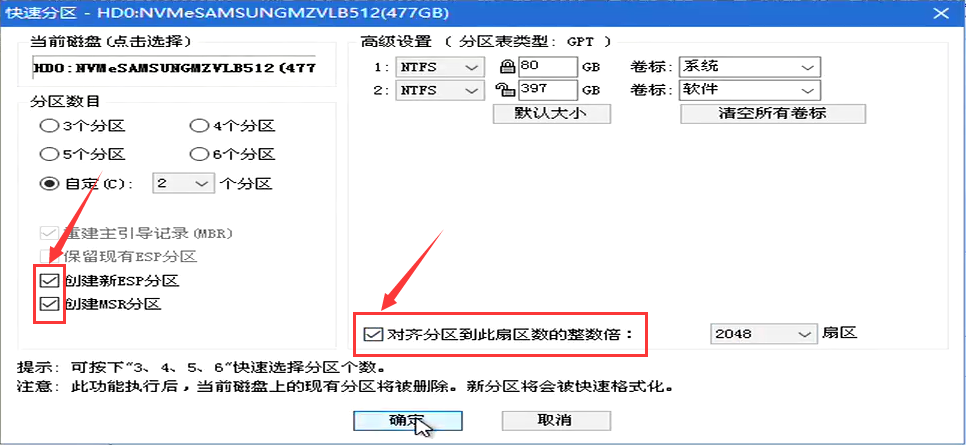 快速分区 - HD0:NVMeSAMSUNGMZVLB512(477GB)
当前磁盘(点击选择)
HD0:NVMeSAMSUNGMZVLB512(477
分区数目
3个分区 4个分区
5个分区 6个分区
自定(C): 2 个分区
重建主引导记录(MBR)
保留现有ESP分区
创建新ESP分区
创建MSR分区
高级设置 ( 分区表类型: GPT )
1: NTFS 80 GB 卷标: 系统
2: NTFS 397 GB 卷标: 软件
默认大小 清空所有卷标
对齐分区到此扇区数的整数倍: 2048 扇区
提示: 可按下"3、4、5、6"快速选择分区个数。
注意: 此功能执行后,当前磁盘上的现有分区将被删除。新分区将会被快速格式化。
确定 取消